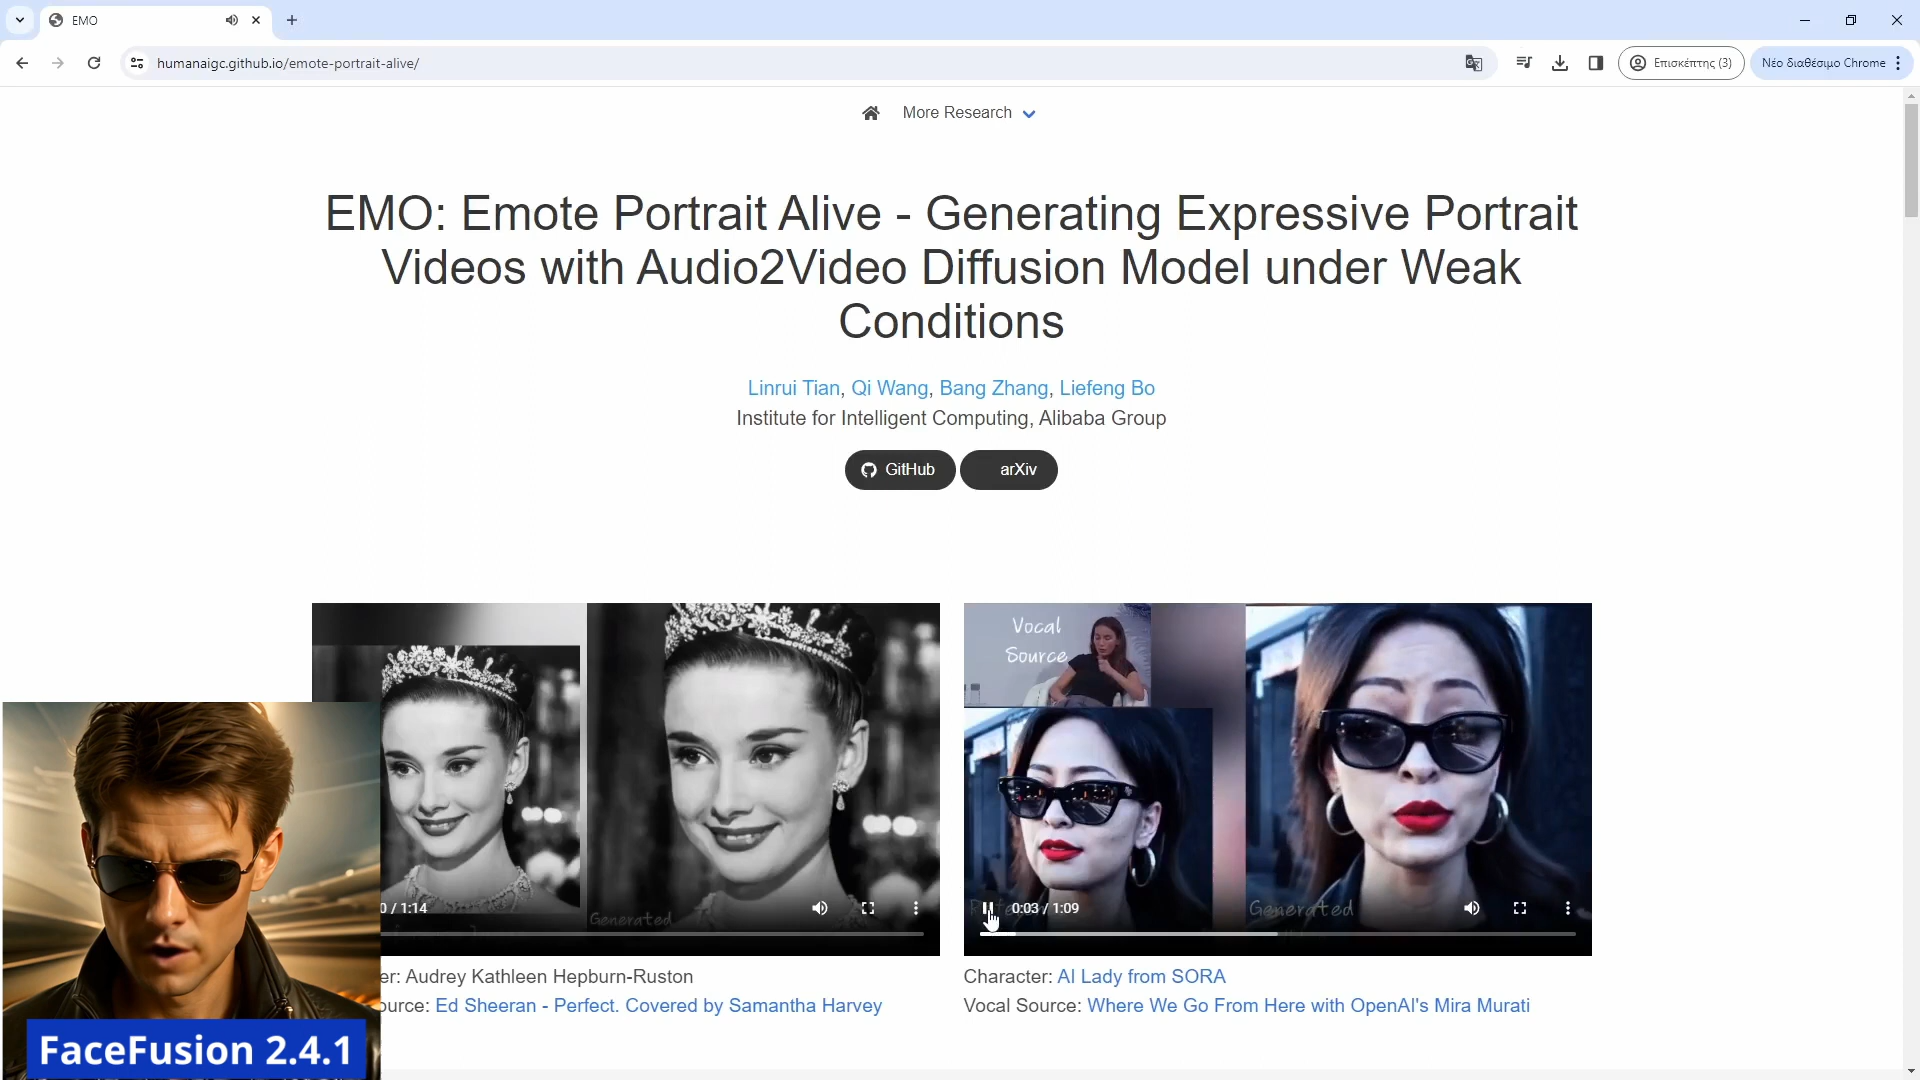 EMO
humanaigc.github.io/emote-portrait-alive/
Επισκέπτης (3)
Νέο διαθέσιμο Chrome
More Research
EMO: Emote Portrait Alive - Generating Expressive Portrait
Videos with Audio2Video Diffusion Model under Weak
Conditions
Linrui Tian, Qi Wang, Bang Zhang, Liefeng Bo
Institute for Intelligent Computing, Alibaba Group
GitHub
arXiv
Vocal
Source
0 / 1:14
Generated
0:03 / 1:09
Generated
er: Audrey Kathleen Hepburn-Ruston
ource: Ed Sheeran - Perfect. Covered by Samantha Harvey
Character: AI Lady from SORA
Vocal Source: Where We Go From Here with OpenAI's Mira Murati
FaceFusion 2.4.1